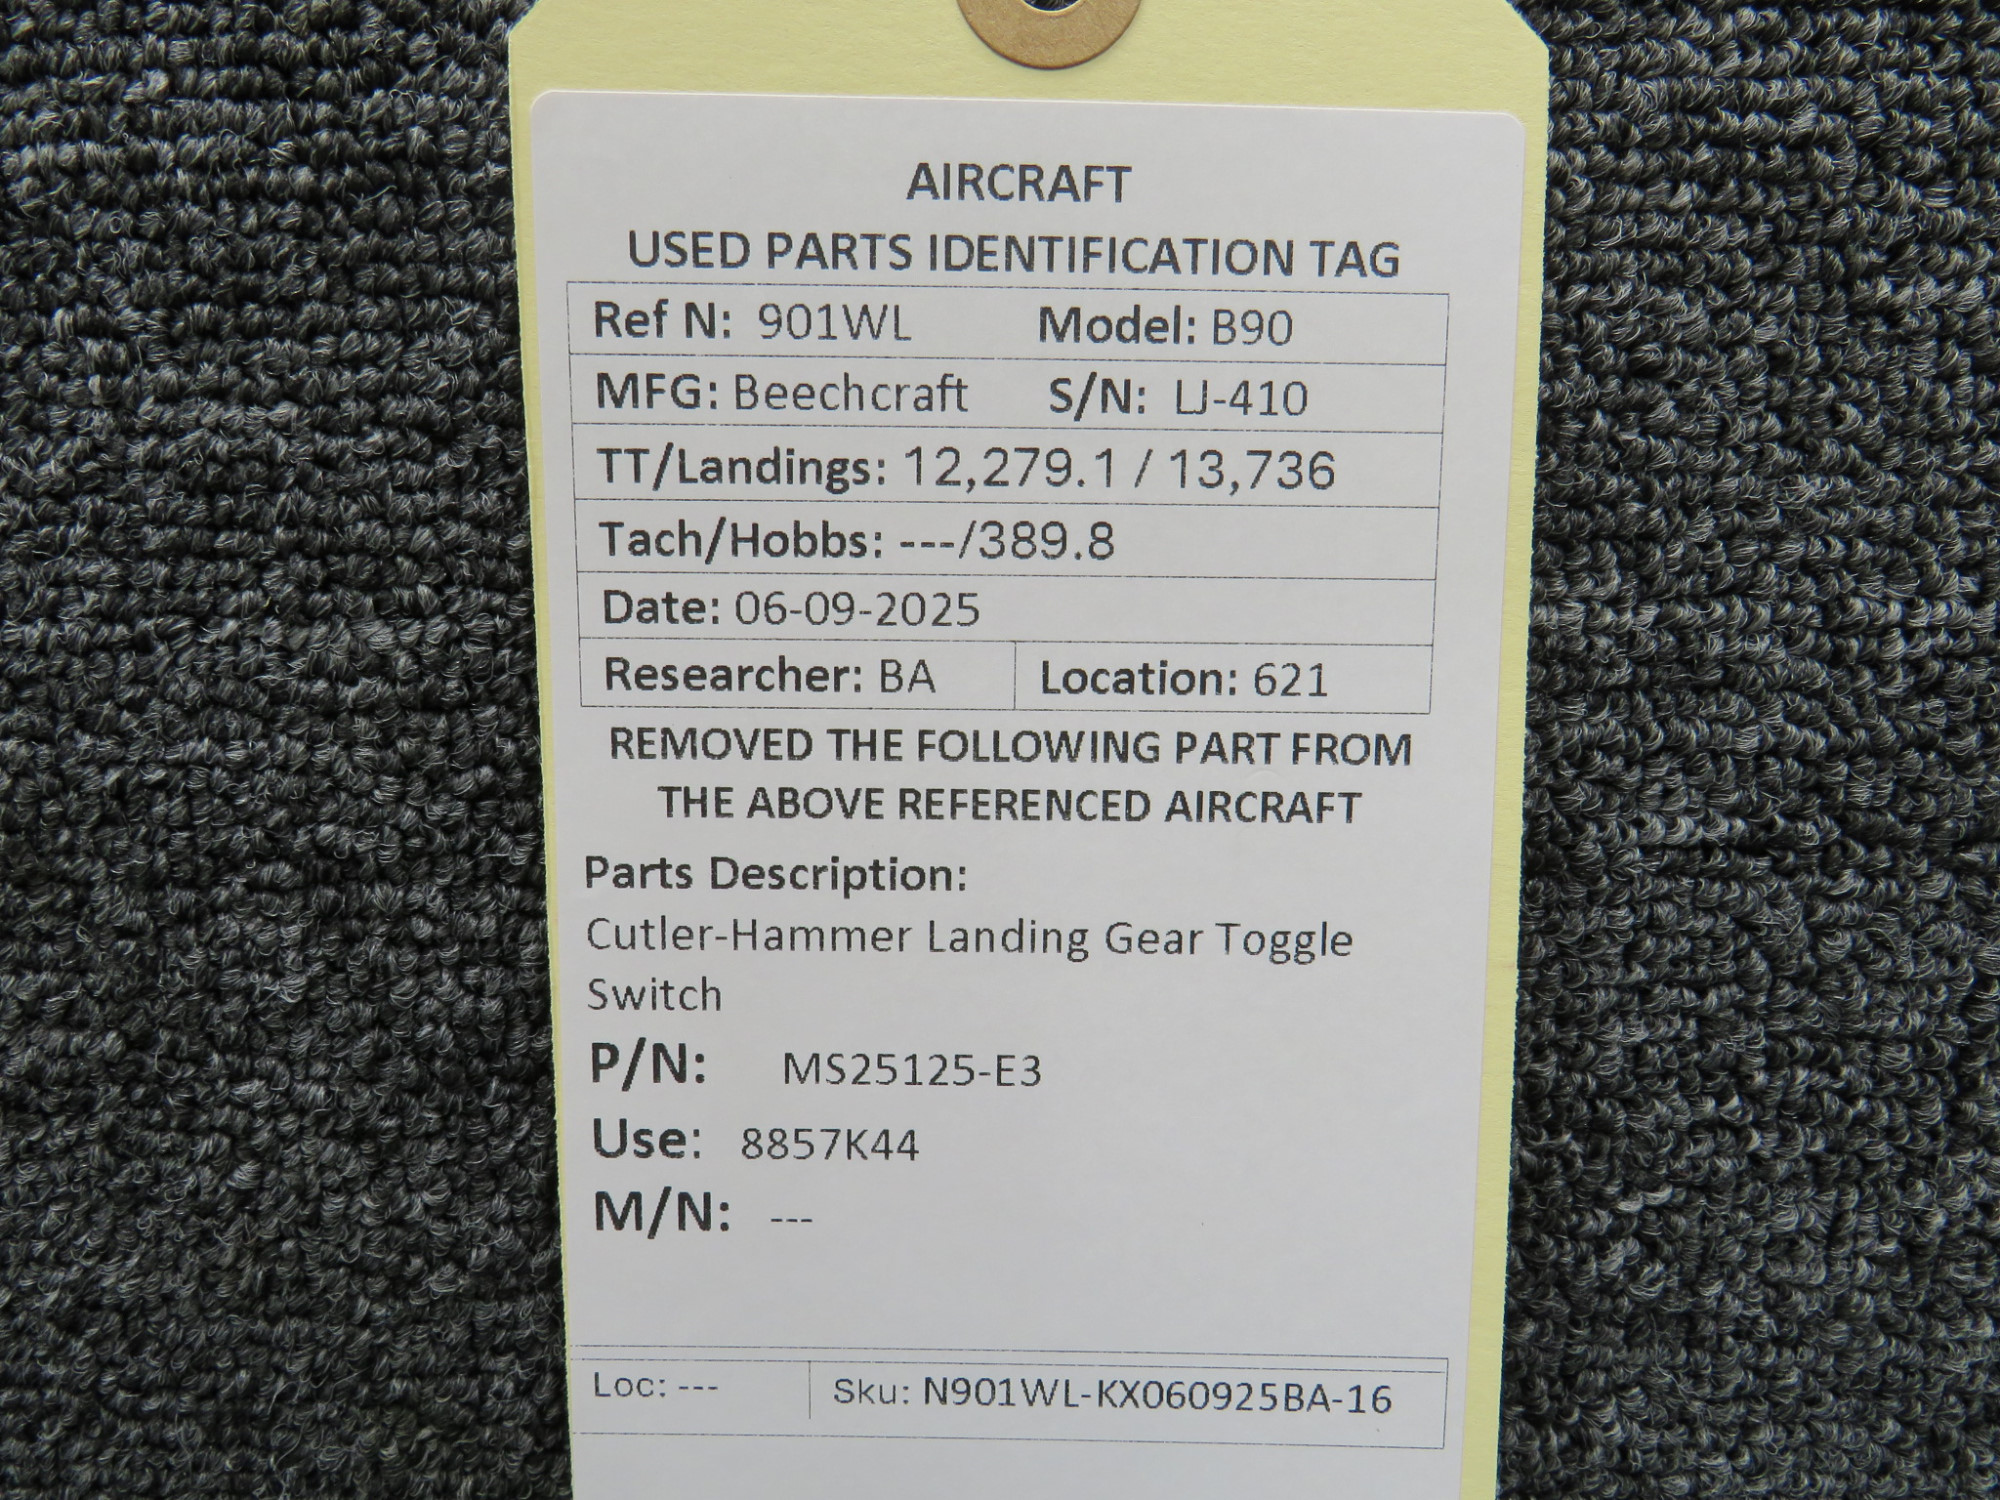 AIRCRAFT
USED PARTS IDENTIFICATION TAG
Ref N: 901WL Model: B90
MFG: Beechcraft S/N: LJ-410
TT/Landings: 12,279.1 / 13,736
Tach/Hobbs: ---/389.8
Date: 06-09-2025
Researcher: BA Location: 621
REMOVED THE FOLLOWING PART FROM
THE ABOVE REFERENCED AIRCRAFT
Parts Description:
Cutler-Hammer Landing Gear Toggle
Switch
P/N: MS25125-E3
Use: 8857K44
M/N: ---
Loc: --- Sku: N901WL-KX060925BA-16